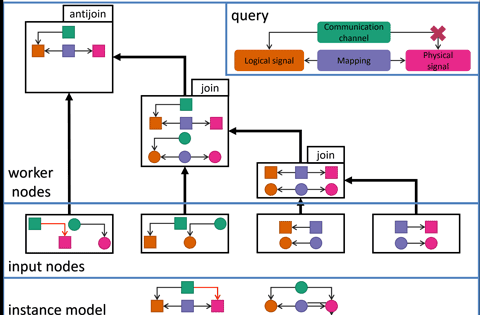 antijoin
query
Communication
channel
Logical signal
Mapping
Physical
signal
join
join
worker
nodes
input nodes
instance model